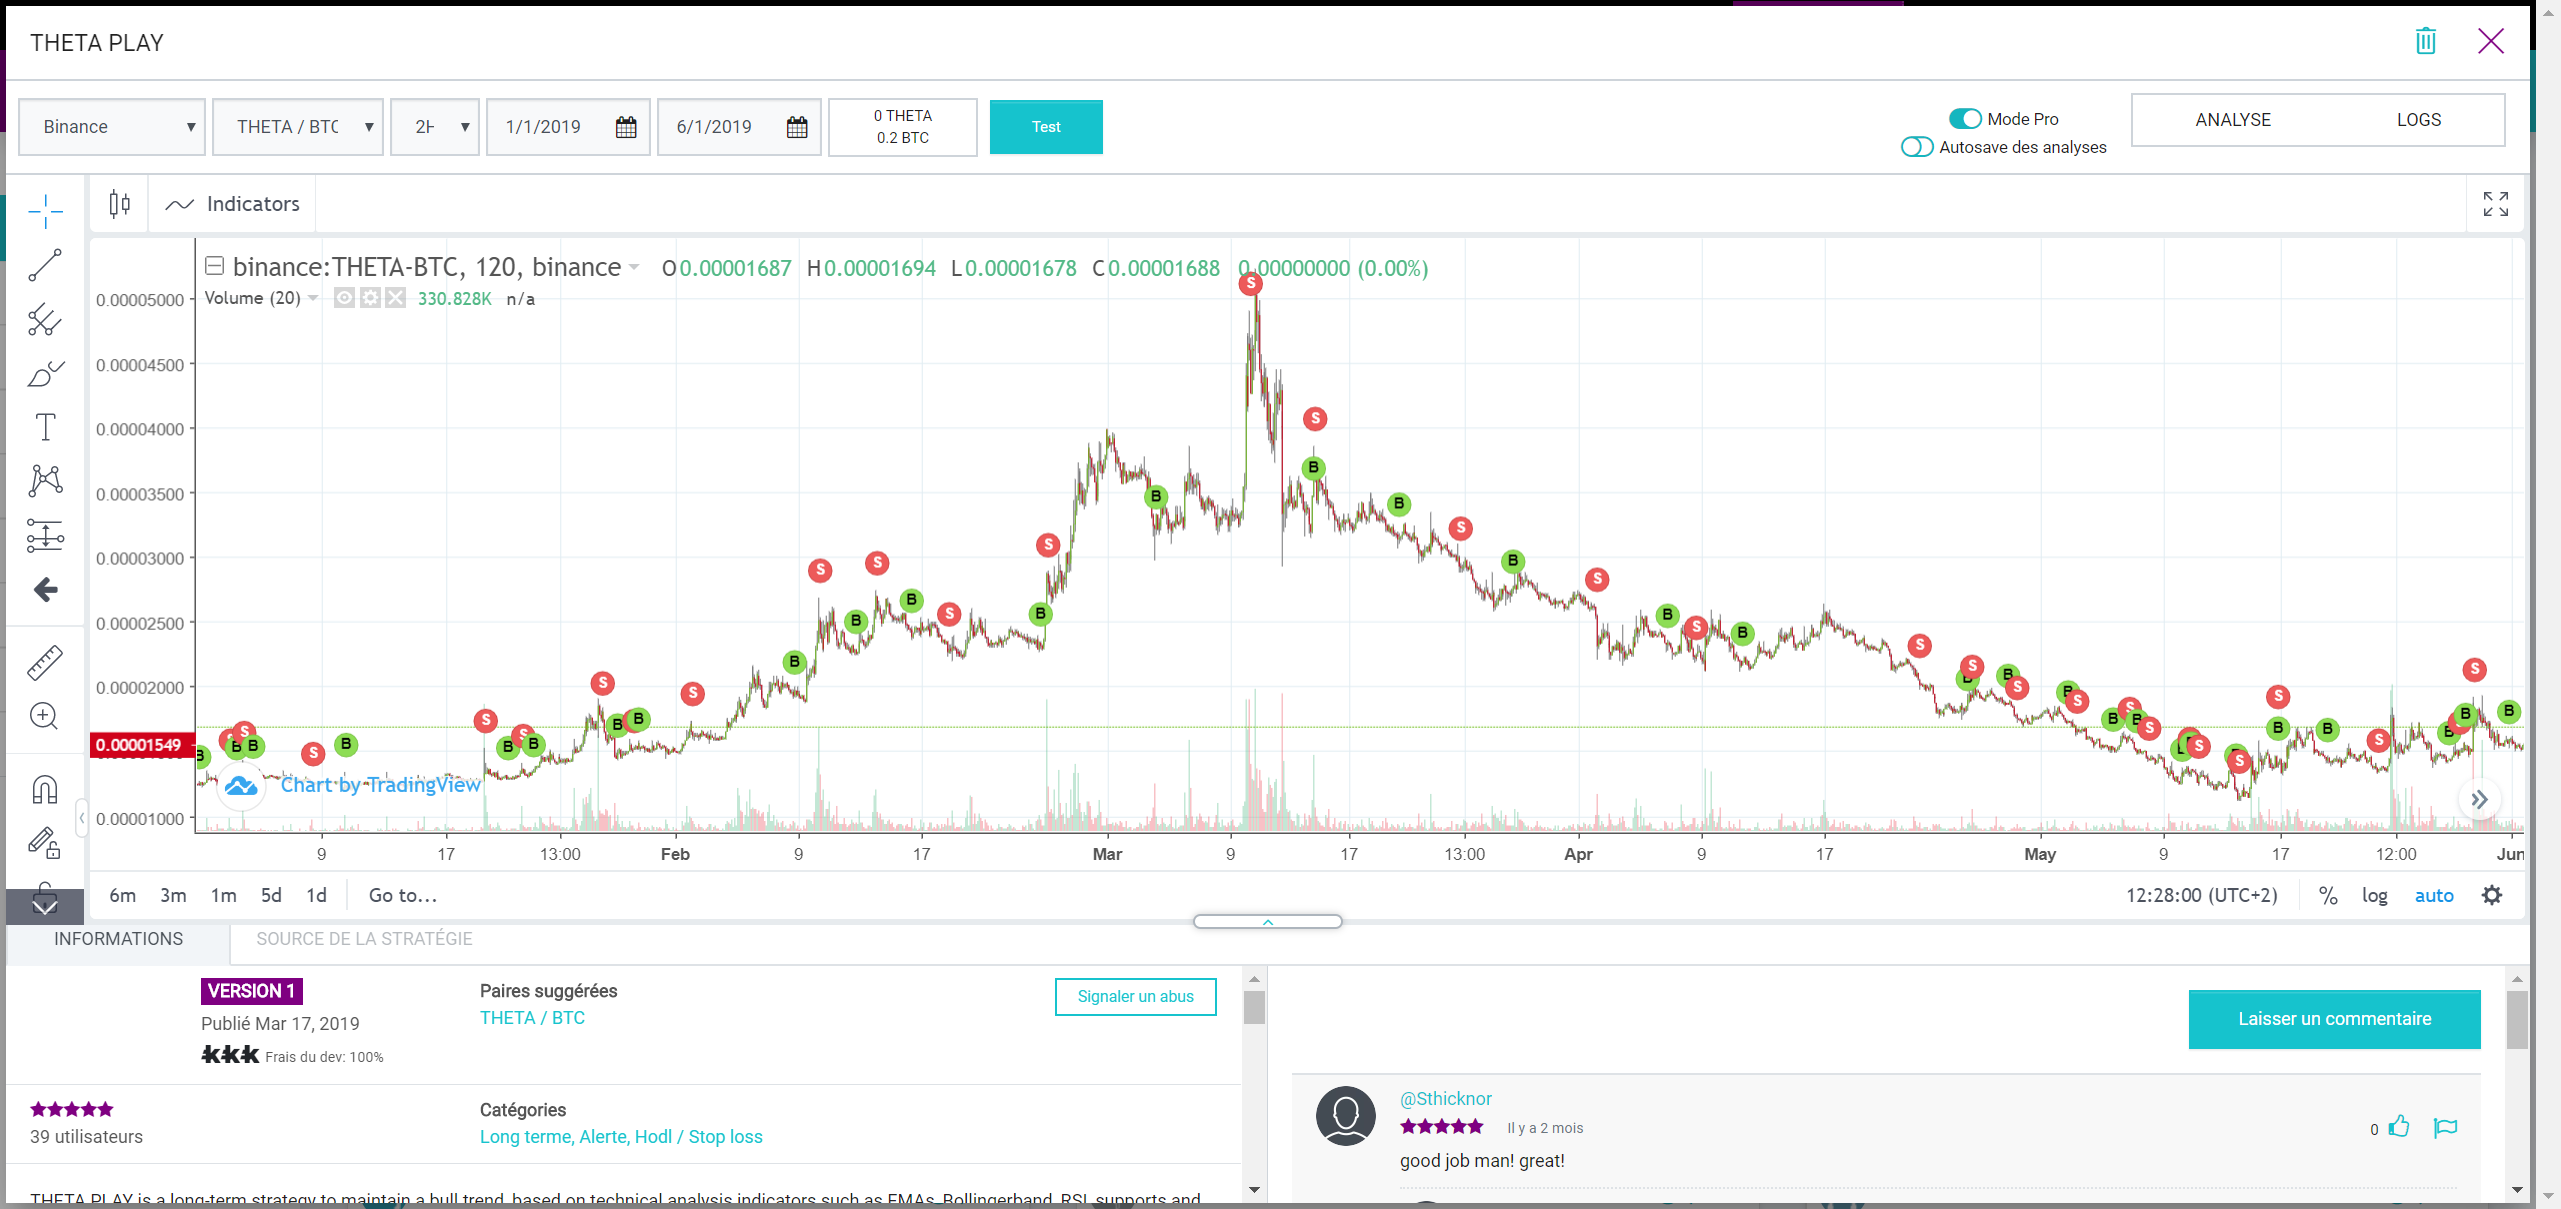 THETA PLAY
Binance
THETA / BTC
2H
1/1/2019
6/1/2019
0 THETA
0.2 BTC
Test
Mode Pro
Autosave des analyses
ANALYSE
LOGS
Indicators
binance:THETA-BTC, 120, binance O0.00001687 H0.00001694 L0.00001678 C0.00001688 0.00000000 (0.00%)
Volume (20) 330.828K n/a
0.00005000
0.00004500
0.00004000
0.00003500
0.00003000
0.00002500
0.00002000
0.00001549
0.00001000
Chart by TradingView
9 17 13:00 Feb 9 17 Mar 9 17 13:00 Apr 9 17 May 9 17 12:00 Jun
6m 3m 1m 5d 1d Go to... 12:28:00 (UTC+2) % log auto
INFORMATIONS
SOURCE DE LA STRATÉGIE
VERSION 1
Publié Mar 17, 2019
Frais du dev: 100%
Paires suggérées
THETA / BTC
Signaler un abus
39 utilisateurs
Catégories
Long terme, Alerte, Hodl / Stop loss
THETA PLAY is a long-term strategy to maintain a bull trend, based on technical analysis indicators such as EMAs, Bollingerband, RSI, supports and
Laisser un commentaire
@Sthicknor
Il y a 2 mois
0
good job man! great!